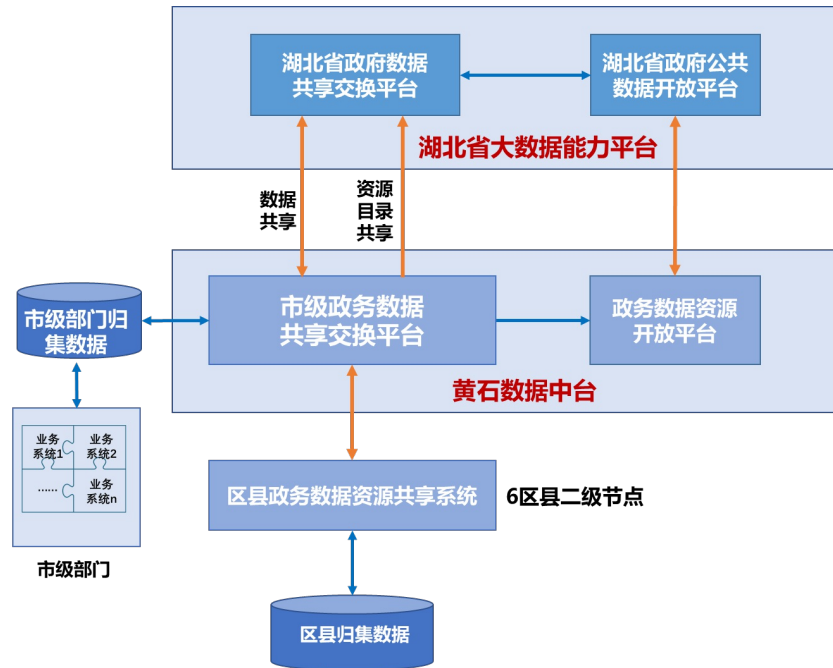 湖北省政府数据
共享交换平台
湖北省政府公共
数据开放平台
湖北省大数据能力平台
数据
共享
资源
目录
共享
市级部门归
集数据
市级政务数据
共享交换平台
政务数据资源
开放平台
黄石数据中台
业务
系统1
业务
系统2
......
业务
系统n
市级部门
区县政务数据资源共享系统
6区县二级节点
区县归集数据